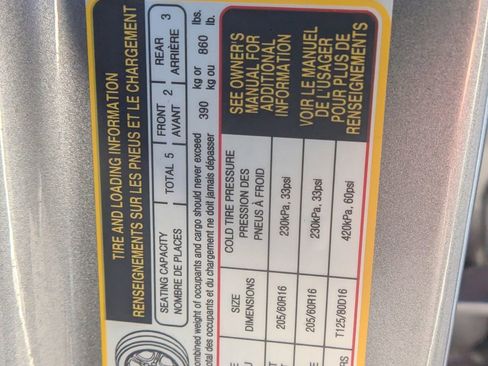 TIRE AND LOADING INFORMATION
RENSEIGNEMENTS SUR LES PNEUS ET LE CHARGEMENT
SEATING CAPACITY TOTAL 5 FRONT 2 REAR 3
NOMBRE DE PLACES AVANT ARRIÈRE
combined weight of occupants and cargo should never exceed 390 kg or 860 lbs.
total des occupants et du chargement ne doit jamais dépasser kg or lb.
SIZE COLD TIRE PRESSURE SEE OWNER'S
DIMENSIONS PRESSION DES MANUAL FOR
PNEUS À FROID ADDITIONAL
INFORMATION
205/60R16 230kPa, 33psi
205/60R16 230kPa, 33psi
T125/80D16 420kPa, 60psi
VOIR LE MANUEL
DE L'USAGER
POUR PLUS DE
RENSEIGNEMENTS